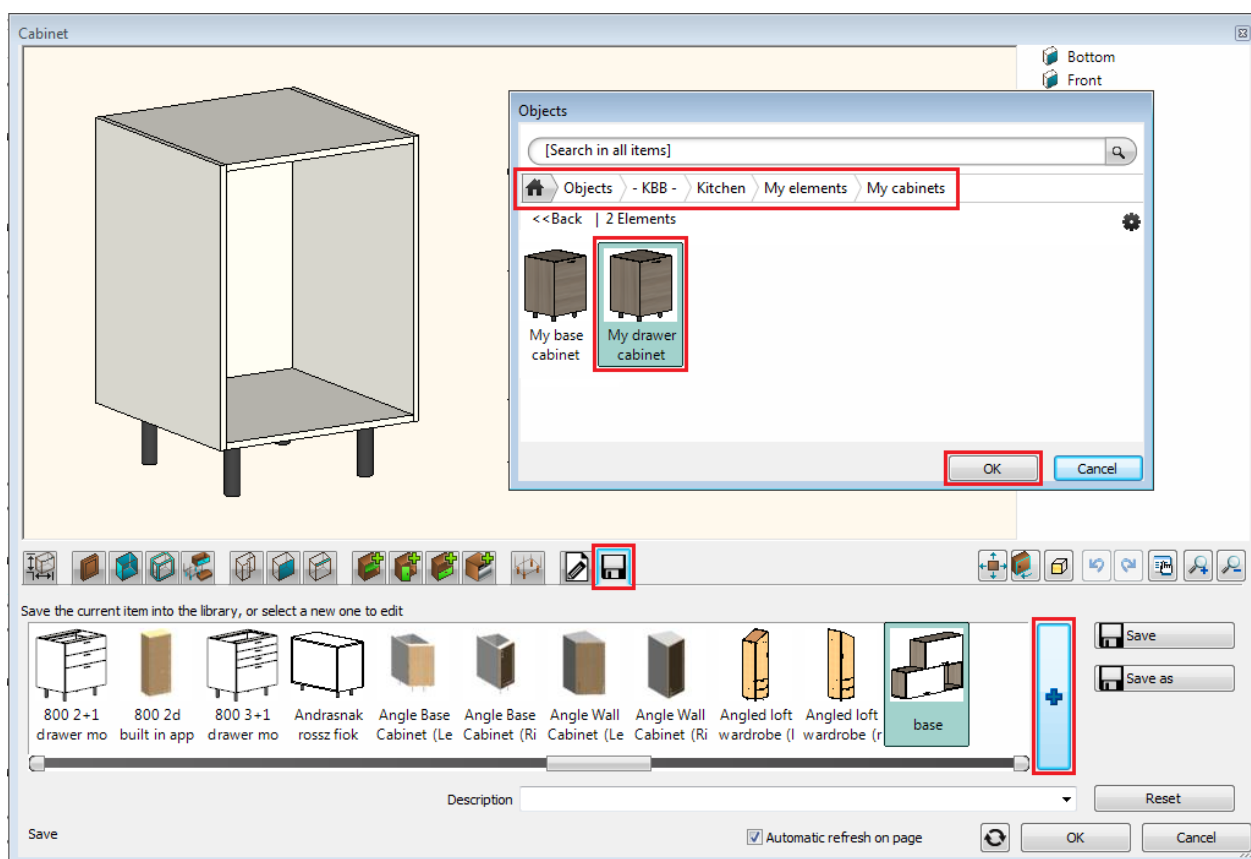 Cabinet
Bottom
Front
Objects
[Search in all items]
Objects - KBB - Kitchen My elements My cabinets
<<Back | 2 Elements
My base
cabinet
My drawer
cabinet
OK Cancel
Save the current item into the library, or select a new one to edit
800 2+1
drawer mo
800 2d
built in app
800 3+1
drawer mo
Andrasnak
rossz fiok
Angle Base
Cabinet (Le
Angle Base
Cabinet (Ri
Angle Wall
Cabinet (Le
Angle Wall
Cabinet (Ri
Angled loft
wardrobe (l
Angled loft
wardrobe (r
base
Save
Save as
Description
Reset
Save
Automatic refresh on page
OK
Cancel